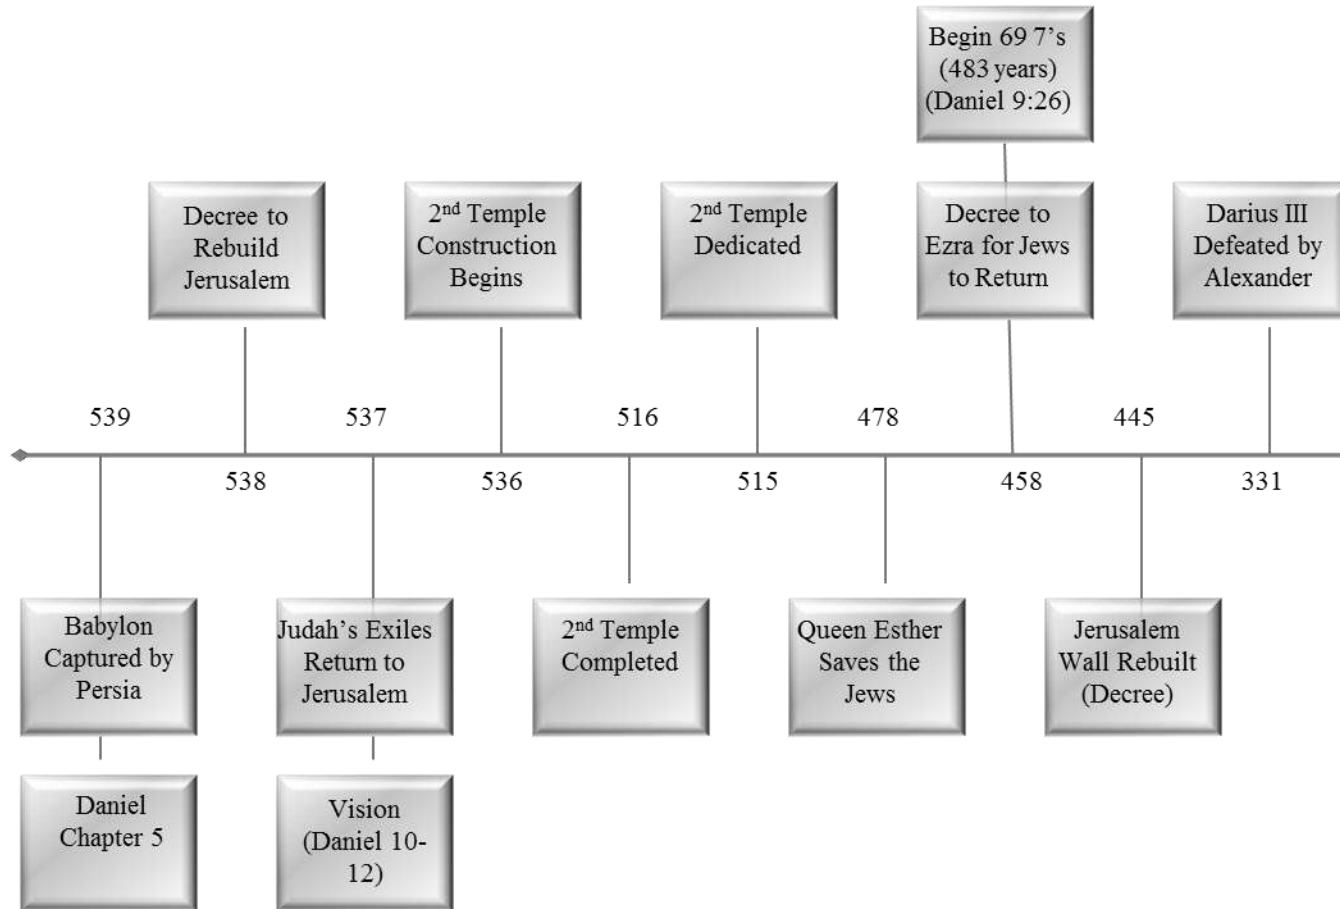 Begin 69 7’s
(483 years)
(Daniel 9:26)
Decree to
Rebuild
Jerusalem
2nd Temple
Construction
Begins
2nd Temple
Dedicated
Decree to
Ezra for Jews
to Return
Darius III
Defeated by
Alexander
539
537
516
478
445
538
536
515
458
331
Babylon
Captured by
Persia
Judah’s Exiles
Return to
Jerusalem
2nd Temple
Completed
Queen Esther
Saves the
Jews
Jerusalem
Wall Rebuilt
(Decree)
Daniel
Chapter 5
Vision
(Daniel 10-
12)